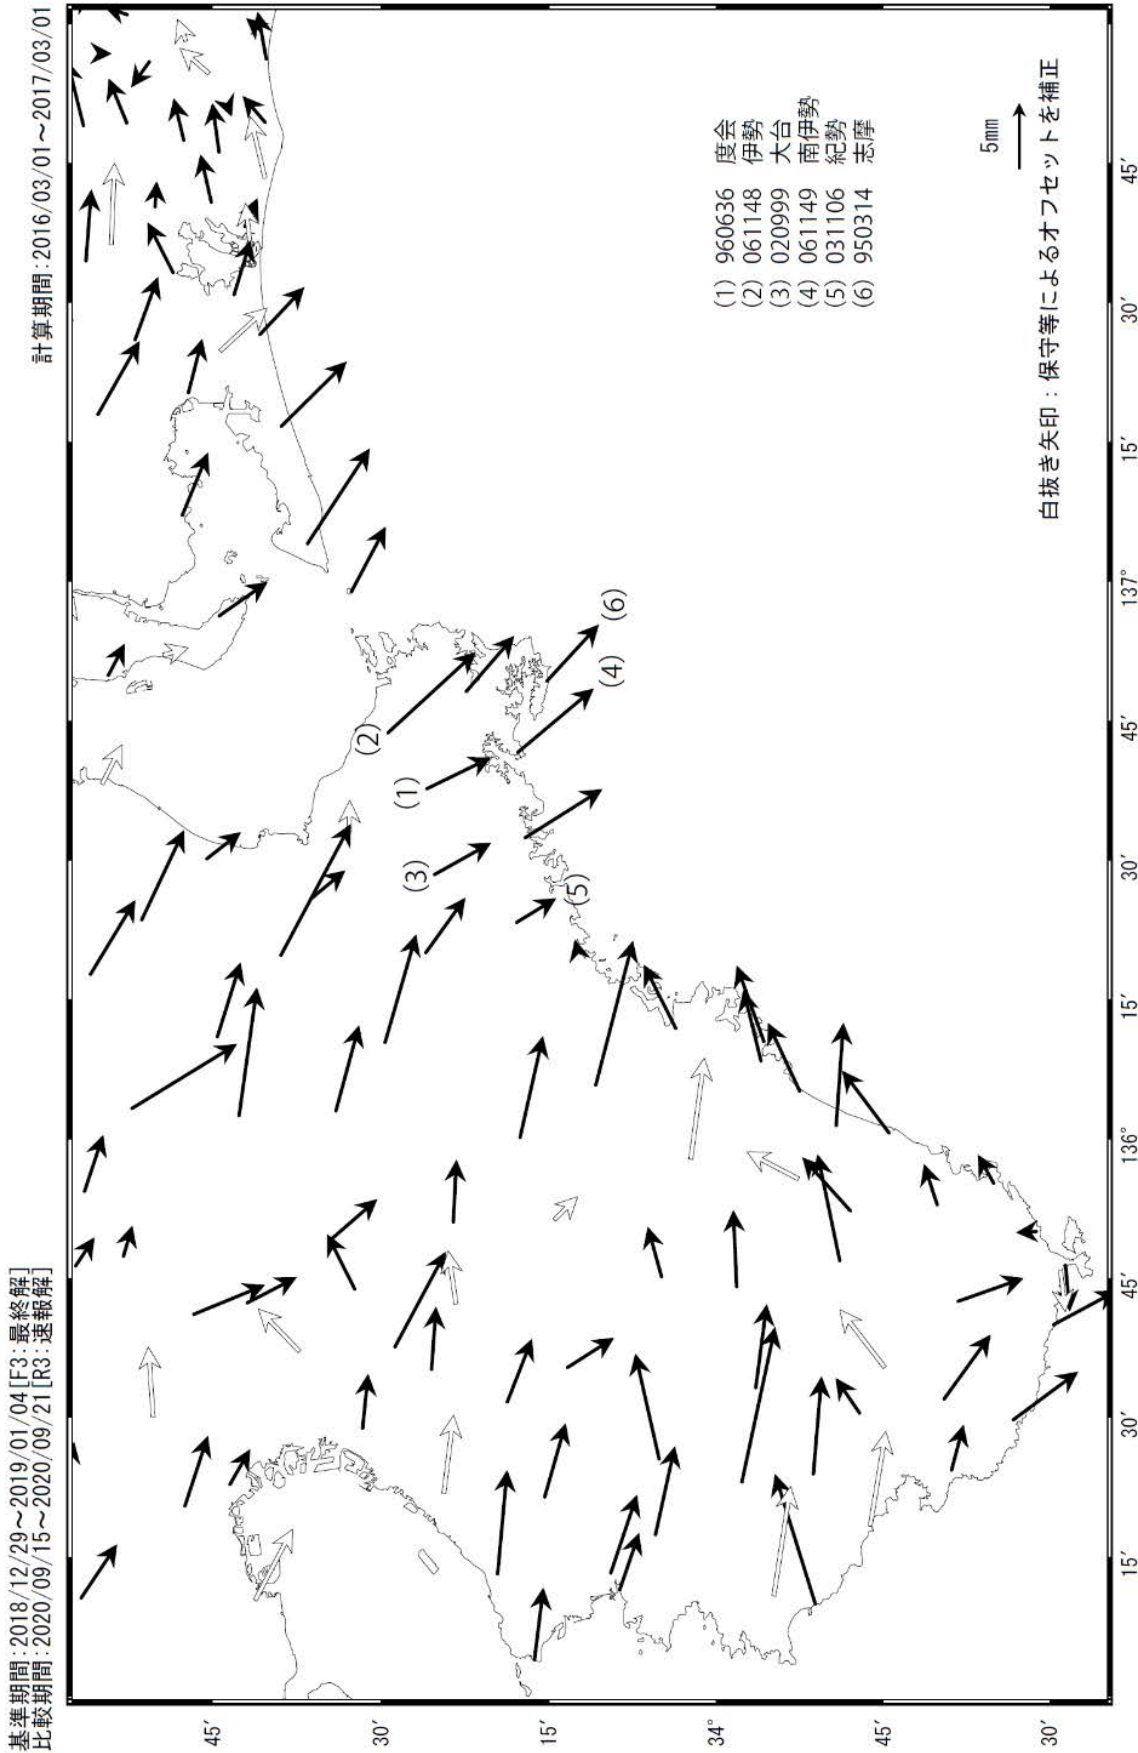 基準期間:2018/12/29~2019/01/04[F3:最終解]
比較期間:2020/09/15~2020/09/21[R3:速報解]
計算期間:2016/03/01~2017/03/01
45′
30′
15′
34°
45′
30′
15′
30′
45′
136°
15′
30′
45′
137°
15′
30′
45′
(1)
(2)
(3)
(4)
(5)
(6)
(1) 960636 度会
(2) 061148 伊勢
(3) 020999 大台
(4) 061149 南伊勢
(5) 031106 紀勢
(6) 950314 志摩
5mm
白抜き矢印:保守等によるオフセットを補正